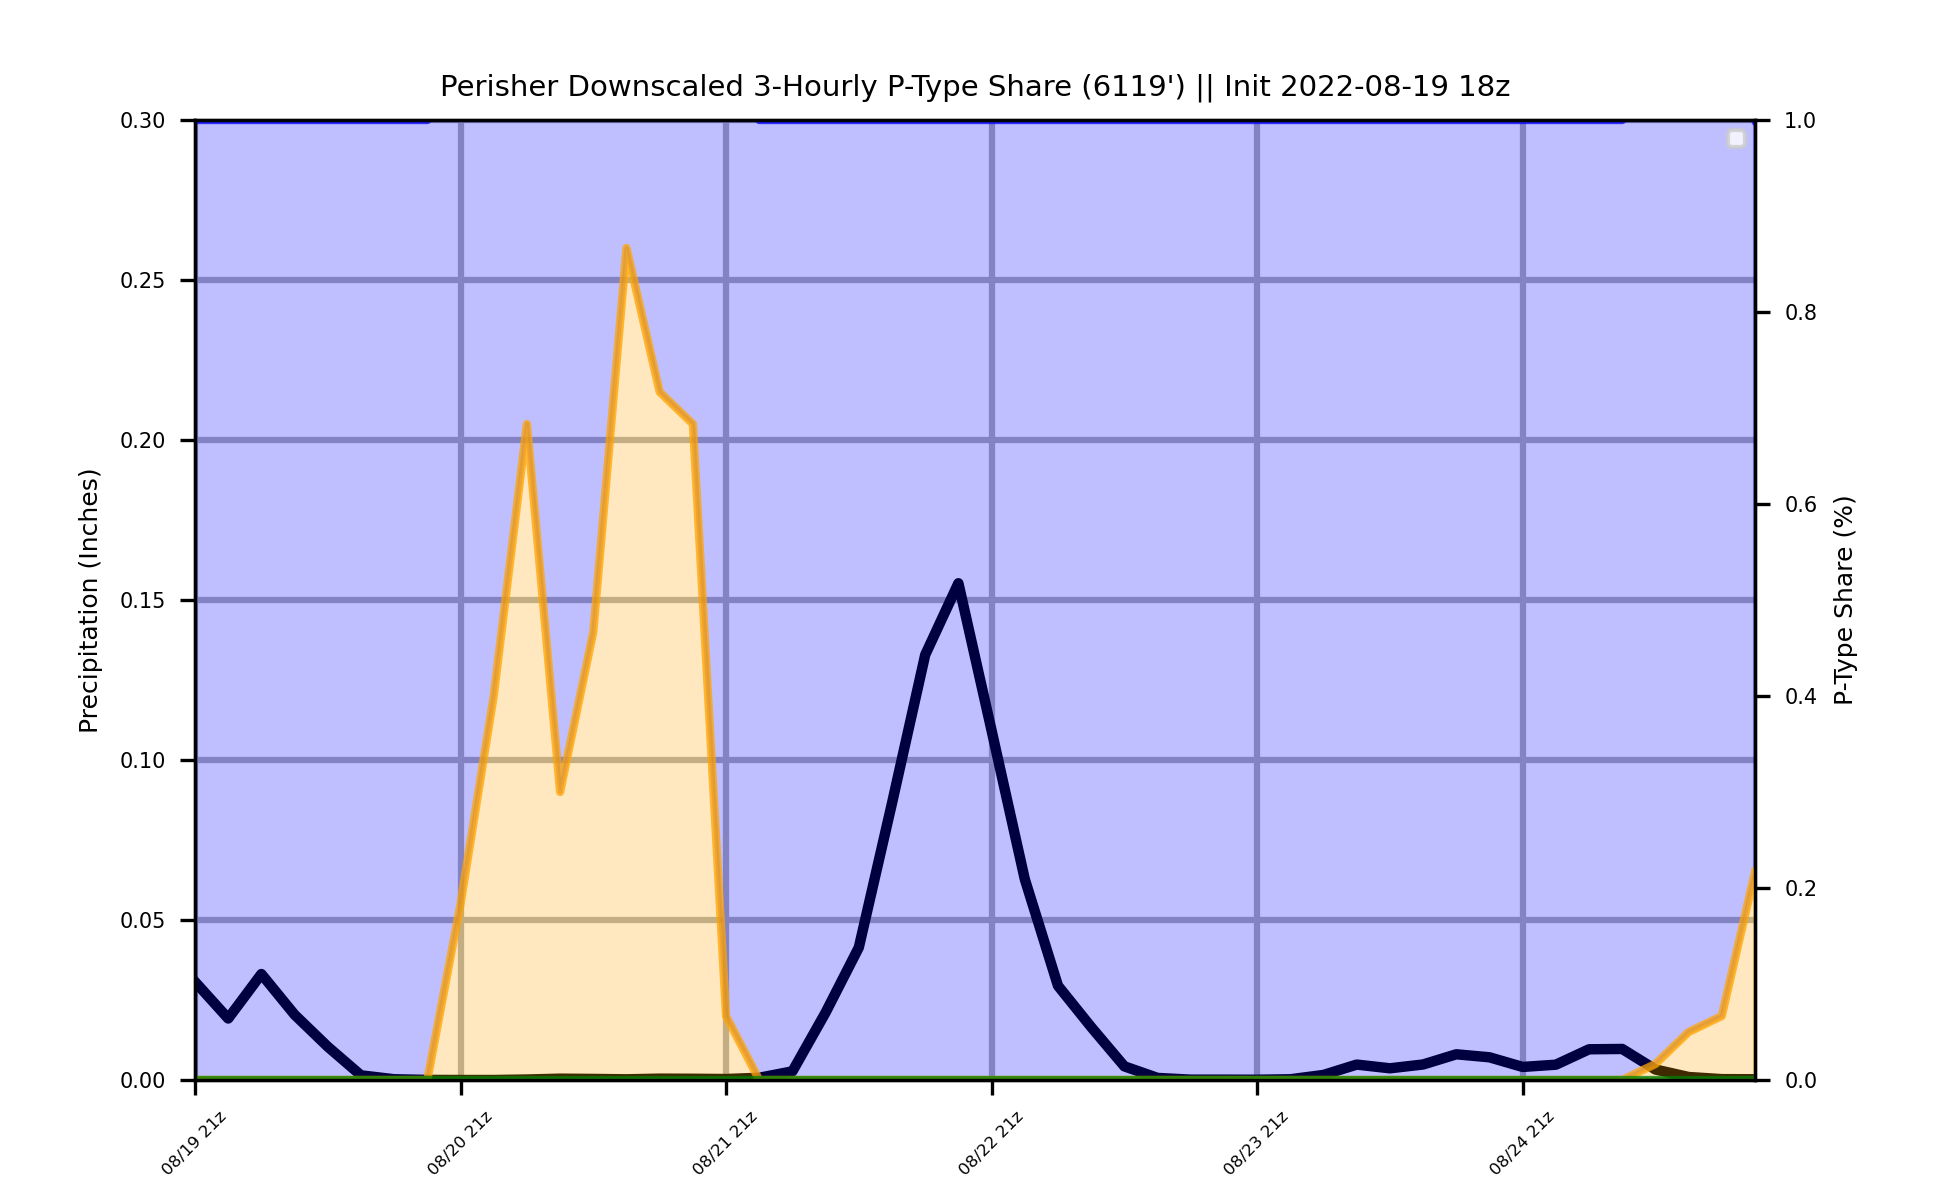 Perisher Downscaled 3-Hourly P-Type Share (6119') || Init 2022-08-19 18z
0.30
0.25
0.20
0.15
0.10
0.05
0.00
Precipitation (Inches)
1.0
0.8
0.6
0.4
0.2
0.0
P-Type Share (%)
08/19 21z
08/20 21z
08/21 21z
08/22 21z
08/23 21z
08/24 21z